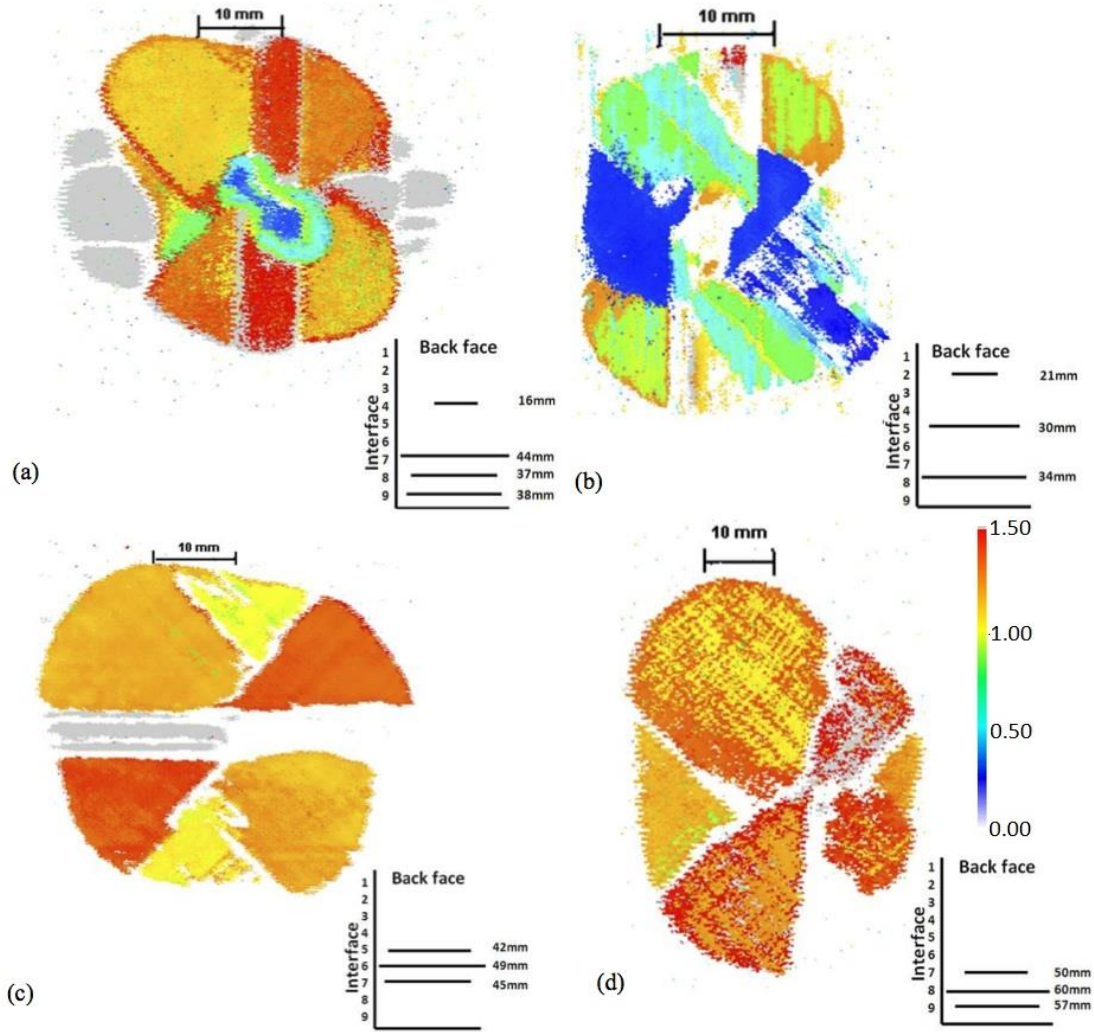 10 mm
Back face
Interface
1
2
3
4
5
6
7
8
9
16mm
44mm
37mm
38mm
(a)
10 mm
Back face
Interface
1
2
3
4
5
6
7
8
9
21mm
30mm
34mm
(b)
10 mm
Back face
Interface
1
2
3
4
5
6
7
8
9
42mm
49mm
45mm
(c)
10 mm
1.50
1.00
0.50
0.00
Back face
Interface
1
2
3
4
5
6
7
8
9
50mm
60mm
57mm
(d)